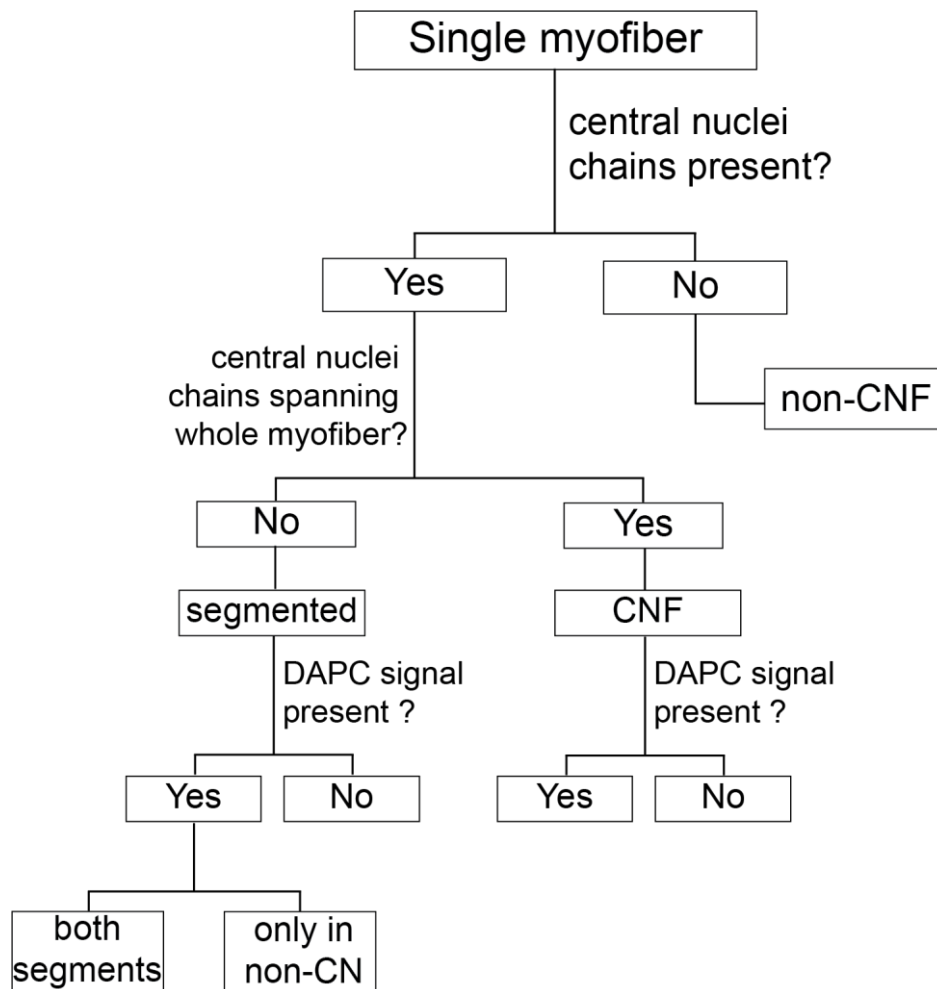 Single myofiber
central nuclei
chains present?
Yes
No
central nuclei
chains spanning
whole myofiber?
non-CNF
No
Yes
segmented
CNF
DAPC signal
present ?
DAPC signal
present ?
Yes
No
Yes
No
both
segments
only in
non-CN